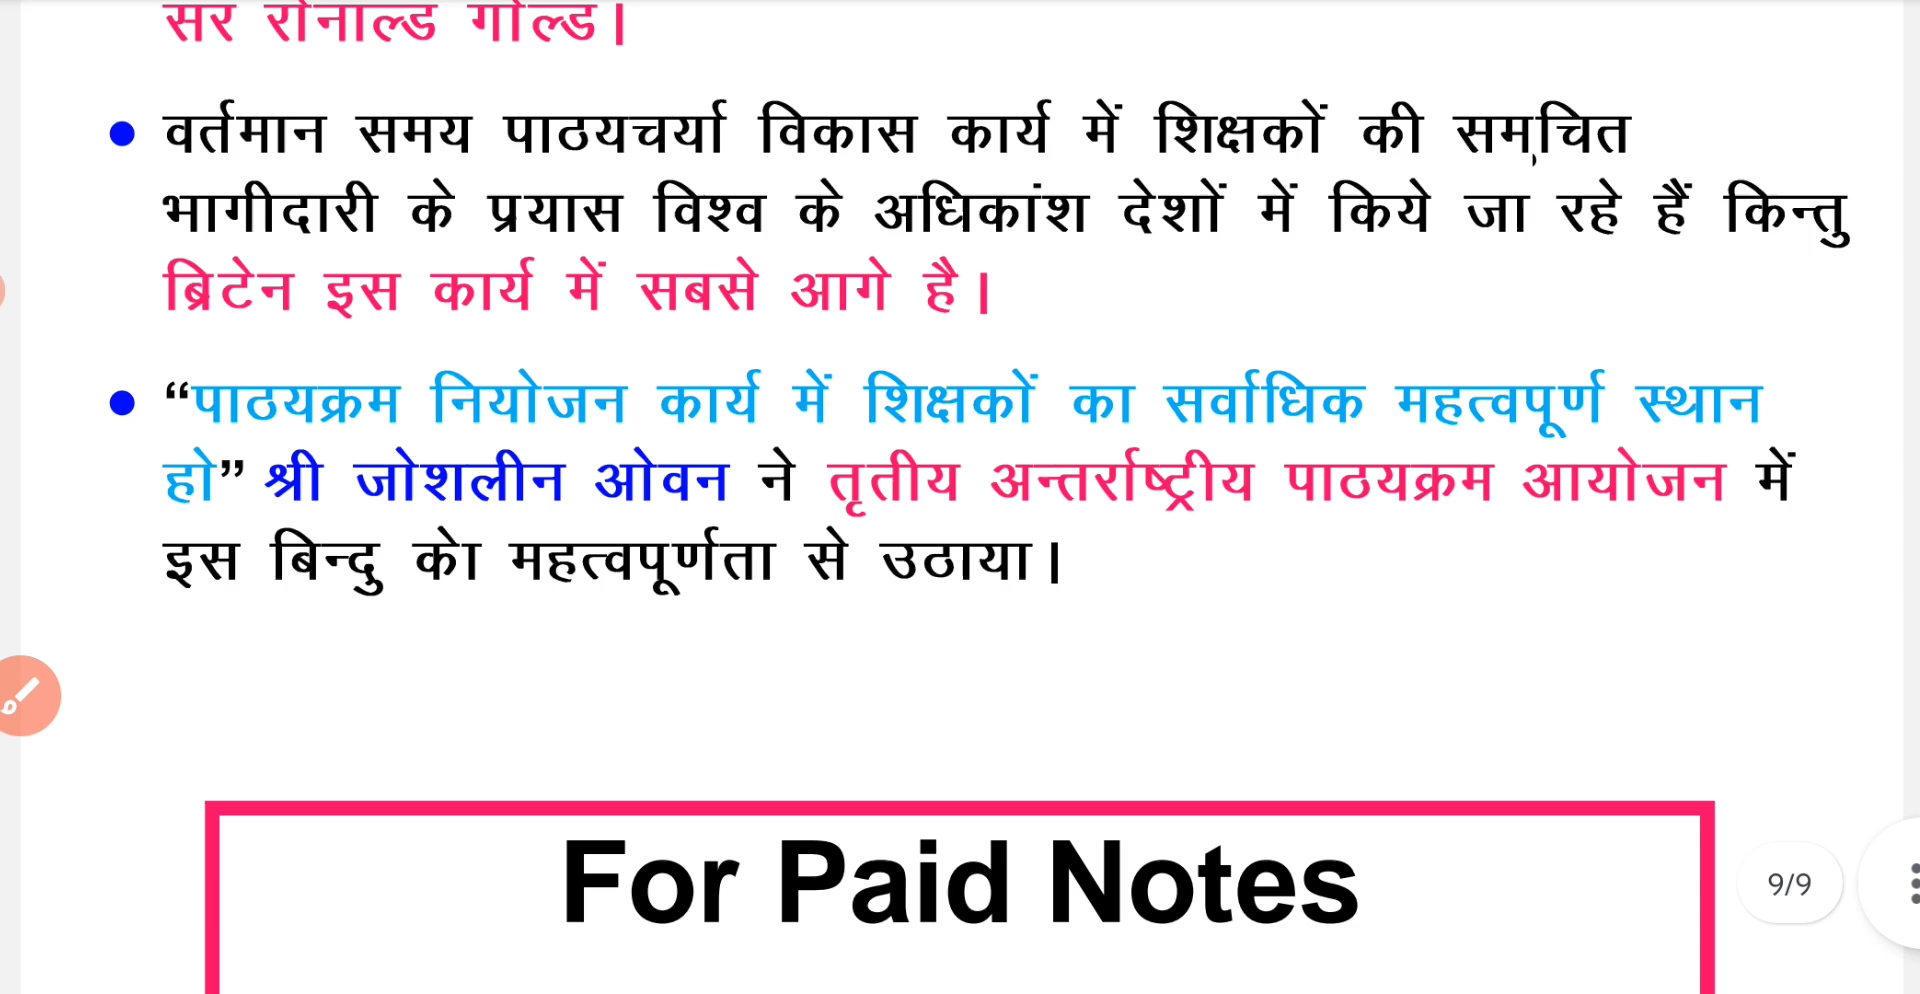 सर रोनाल्ड गोल्ड।
• वर्तमान समय पाठयचर्या विकास कार्य में शिक्षकों की समुचित
भागीदारी के प्रयास विश्व के अधिकांश देशों में किये जा रहे हैं किन्तु
ब्रिटेन इस कार्य में सबसे आगे है।
• “पाठयक्रम नियोजन कार्य में शिक्षकों का सर्वाधिक महत्वपूर्ण स्थान
हो” श्री जोशलीन ओवन ने तृतीय अन्तर्राष्ट्रीय पाठयक्रम आयोजन में
इस बिन्दु को महत्वपूर्णता से उठाया।
For Paid Notes
9/9